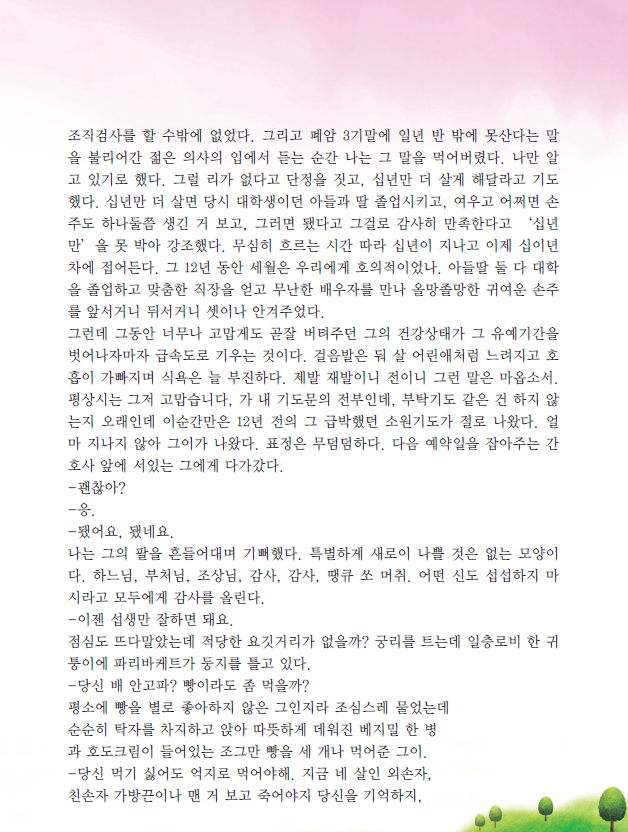 조직검사를 할 수밖에 없었다. 그리고 폐암 3기말에 일년 반 밖에 못산다는 말
을 불리어간 젊은 의사의 입에서 듣는 순간 나는 그 말을 먹어버렸다. 나만 알
고 있기로 했다. 그럴 리가 없다고 단정을 짓고, 십년만 더 살게 해달라고 기도
했다. 십년만 더 살면 당시 대학생이던 아들과 딸 졸업시키고, 여우고 어쩌면 손
주도 하나둘쯤 생긴 거 보고, 그러면 됐다고 그걸로 감사히 만족한다고 ‘십년
만’을 못 박아 강조했다. 무심히 흐르는 시간 따라 십년이 지나고 이제 십이년
차에 접어든다. 그 12년 동안 세월은 우리에게 호의적이었나. 아들딸 둘 다 대학
을 졸업하고 맞춤한 직장을 얻고 무난한 배우자를 만나 올망졸망한 귀여운 손주
를 앞서거니 뒤서거니 셋이나 안겨주었다.
그런데 그동안 너무나 고맙게도 곧잘 버텨주던 그의 건강상태가 그 유예기간을
벗어나자마자 급속도로 기우는 것이다. 걸음발은 둬 살 어린애처럼 느려지고 호
흡이 가빠지며 식욕은 늘 부진하다. 제발 재발이니 전이니 그런 말은 마옵소서.
평상시는 그저 고맙습니다, 가 내 기도문의 전부인데, 부탁기도 같은 건 하지 않
는지 오래인데 이순간만은 12년 전의 그 급박했던 소원기도가 절로 나왔다. 얼
마 지나지 않아 그이가 나왔다. 표정은 무덤덤하다. 다음 예약일을 잡아주는 간
호사 앞에 서있는 그에게 다가갔다.
-괜찮아?
-응.
-됐어요, 됐네요.
나는 그의 팔을 흔들어대며 기뻐했다. 특별하게 새로이 나쁠 것은 없는 모양이
다. 하느님, 부처님, 조상님, 감사, 감사, 땡큐 쏘 머취. 어떤 신도 섭섭하지 마
시라고 모두에게 감사를 올린다.
-이젠 섭생만 잘하면 돼요.
점심도 뜨다말았는데 적당한 요깃거리가 없을까? 궁리를 트는데 일층로비 한 귀
퉁이에 파리바케트가 둥지를 틀고 있다.
-당신 배 안고파? 빵이라도 좀 먹을까?
평소에 빵을 별로 좋아하지 않은 그인지라 조심스레 물었는데
순순히 탁자를 차지하고 앉아 따뜻하게 데워진 베지밀 한 병
과 호도크림이 들어있는 조그만 빵을 세 개나 먹어준 그이.
-당신 먹기 싫어도 억지로 먹어야해. 지금 네 살인 외손자,
친손자 가방끈이나 맨 거 보고 죽어야지 당신을 기억하지,